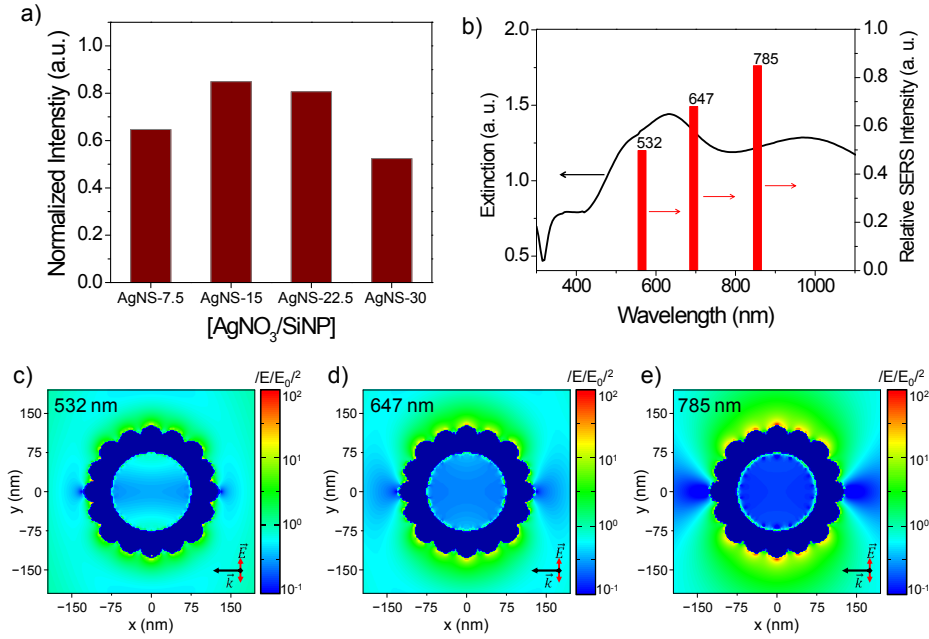 a)
Normalized Intenstiy (a.u.)
1.0
0.8
0.6
0.4
0.2
0.0
AgNS-7.5 AgNS-15 AgNS-22.5 AgNS-30
[AgNO3/SiNP]
b)
Extinction (a. u.)
2.0
1.5
1.0
0.5
532
647
785
1.0
0.8
0.6
0.4
0.2
0.0
Relative SERS Intensity (a. u.)
400 600 800 1000
Wavelength (nm)
c)
532 nm
/E/E0/2
y (nm)
150
75
0
−75
−150
−150 −75 0 75 150
x (nm)
E
k
102
101
100
10-1
d)
647 nm
/E/E0/2
y (nm)
150
75
0
−75
−150
−150 −75 0 75 150
x (nm)
E
k
102
101
100
10-1
e)
785 nm
/E/E0/2
y (nm)
150
75
0
−75
−150
−150 −75 0 75 150
x (nm)
E
k
102
101
100
10-1